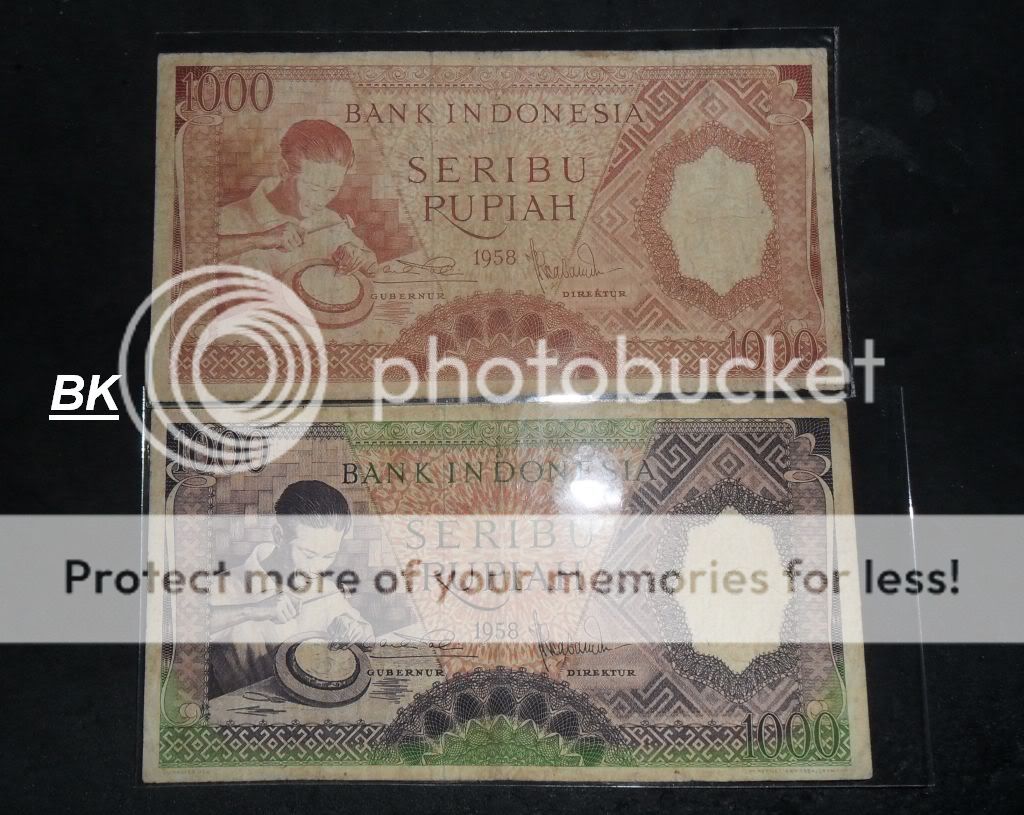 1000
BANK INDONESIA
SERIBU
RUPIAH
1958
GUBERNUR DIREKTUR
1000
photobucket
BK
1000
BANK INDONESIA
SERIBU
Protect more of your memories for less!
RUPIAH
1958
GUBERNUR DIREKTUR
1000